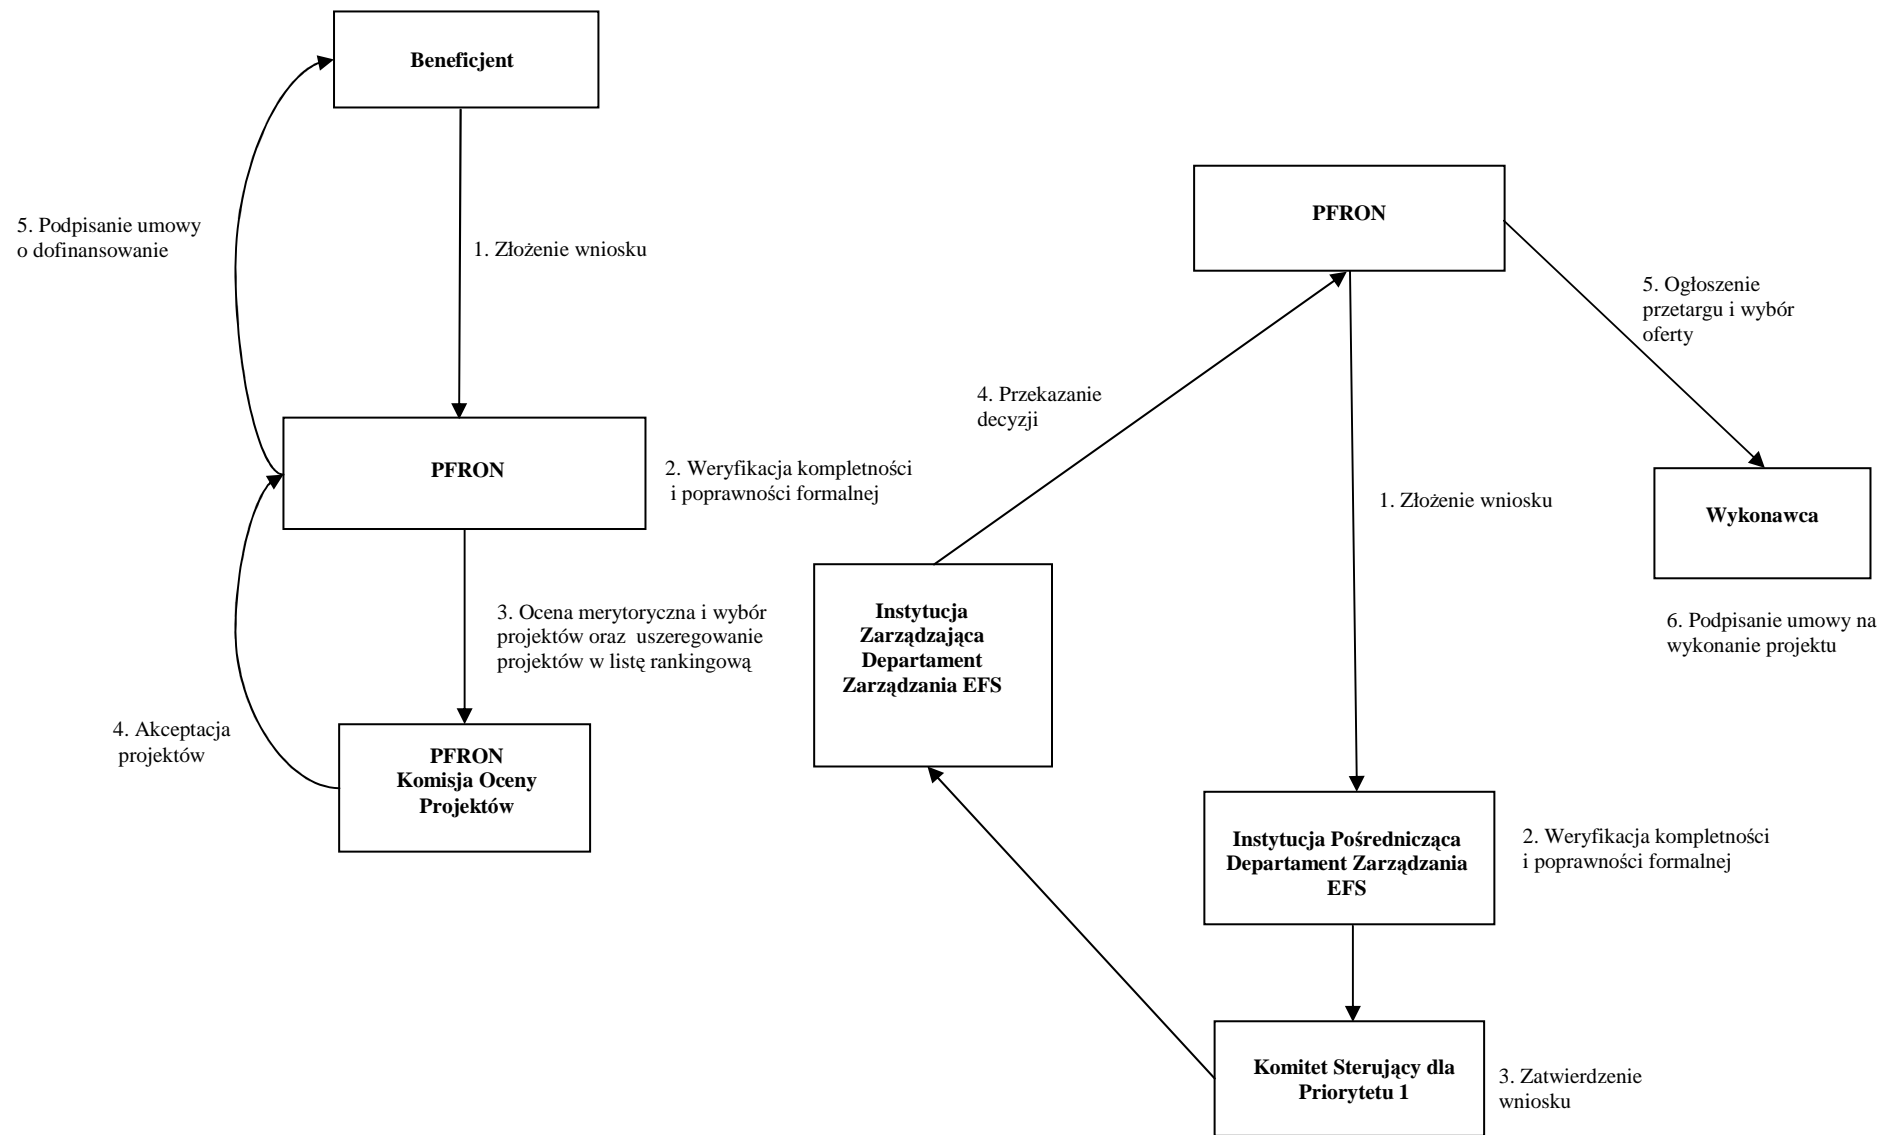 Beneficjent
5. Podpisanie umowy
o dofinansowanie
1. Złożenie wniosku
PFRON
2. Weryfikacja kompletności
i poprawności formalnej
3. Ocena merytoryczna i wybór
projektów oraz uszeregowanie
projektów w listę rankingową
4. Akceptacja
projektów
PFRON
Komisja Oceny
Projektów
PFRON
5. Ogłoszenie
przetargu i wybór
oferty
4. Przekazanie
decyzji
1. Złożenie wniosku
Wykonawca
Instytucja
Zarządzająca
Departament
Zarządzania EFS
6. Podpisanie umowy na
wykonanie projektu
Instytucja Pośrednicząca
Departament Zarządzania
EFS
2. Weryfikacja kompletności
i poprawności formalnej
Komitet Sterujący dla
Priorytetu 1
3. Zatwierdzenie
wniosku